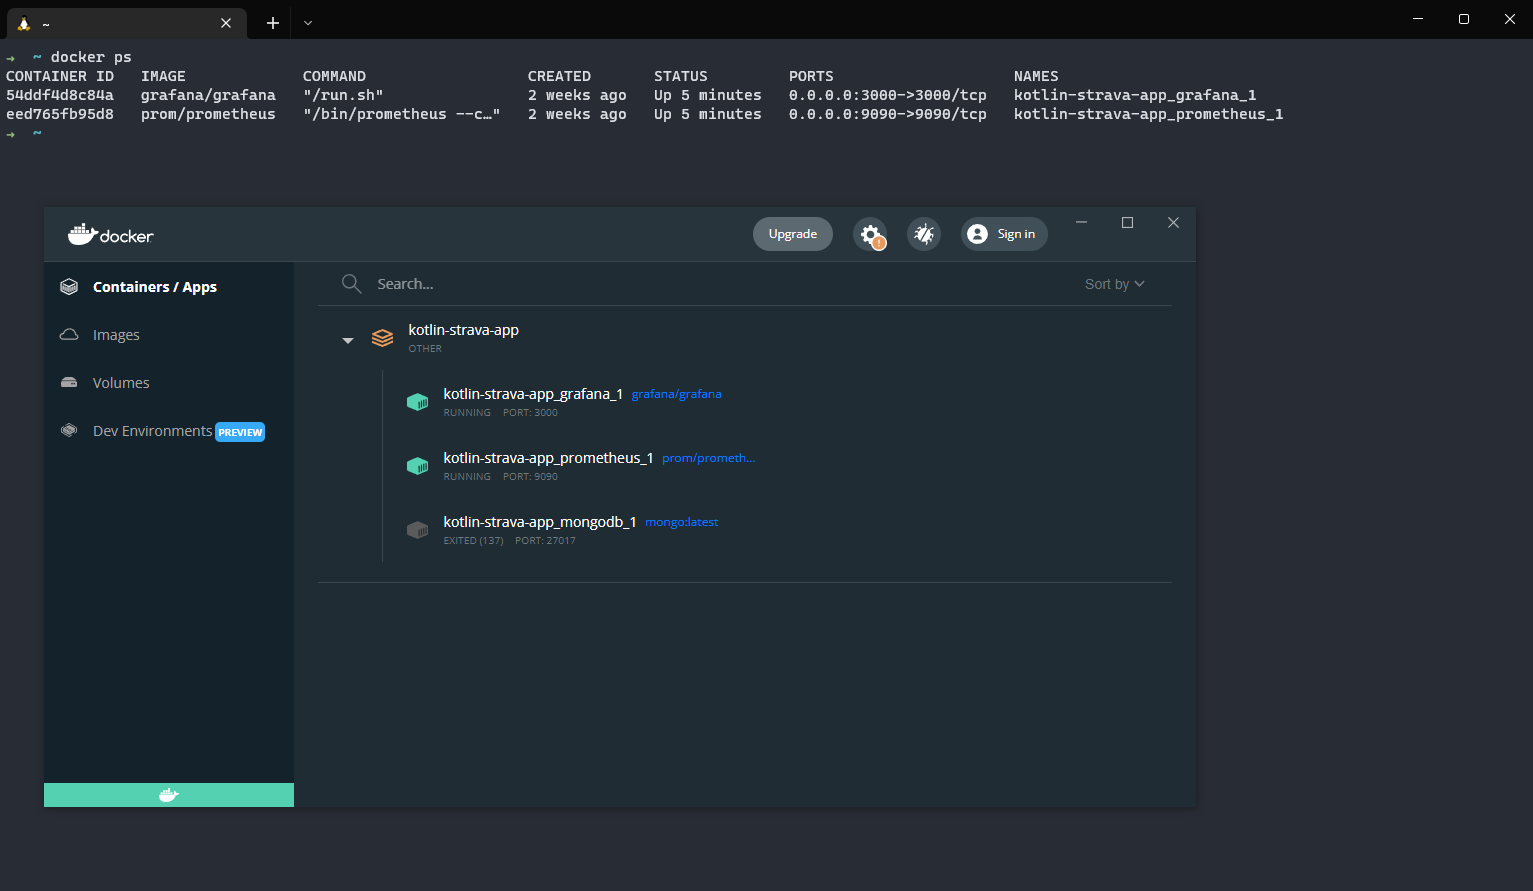 ~
→ ~ docker ps
CONTAINER ID IMAGE COMMAND CREATED STATUS PORTS NAMES
54ddf4d8c84a grafana/grafana "/run.sh" 2 weeks ago Up 5 minutes 0.0.0.0:3000->3000/tcp kotlin-strava-app_grafana_1
eed765fb95d8 prom/prometheus "/bin/prometheus --c…" 2 weeks ago Up 5 minutes 0.0.0.0:9090->9090/tcp kotlin-strava-app_prometheus_1
→ ~
docker
Upgrade
!
Sign in
Containers / Apps
Images
Volumes
Dev Environments PREVIEW
Search...
Sort by
kotlin-strava-app
OTHER
kotlin-strava-app_grafana_1 grafana/grafana
RUNNING PORT: 3000
kotlin-strava-app_prometheus_1 prom/prometh...
RUNNING PORT: 9090
kotlin-strava-app_mongodb_1 mongo:latest
EXITED (137) PORT: 27017